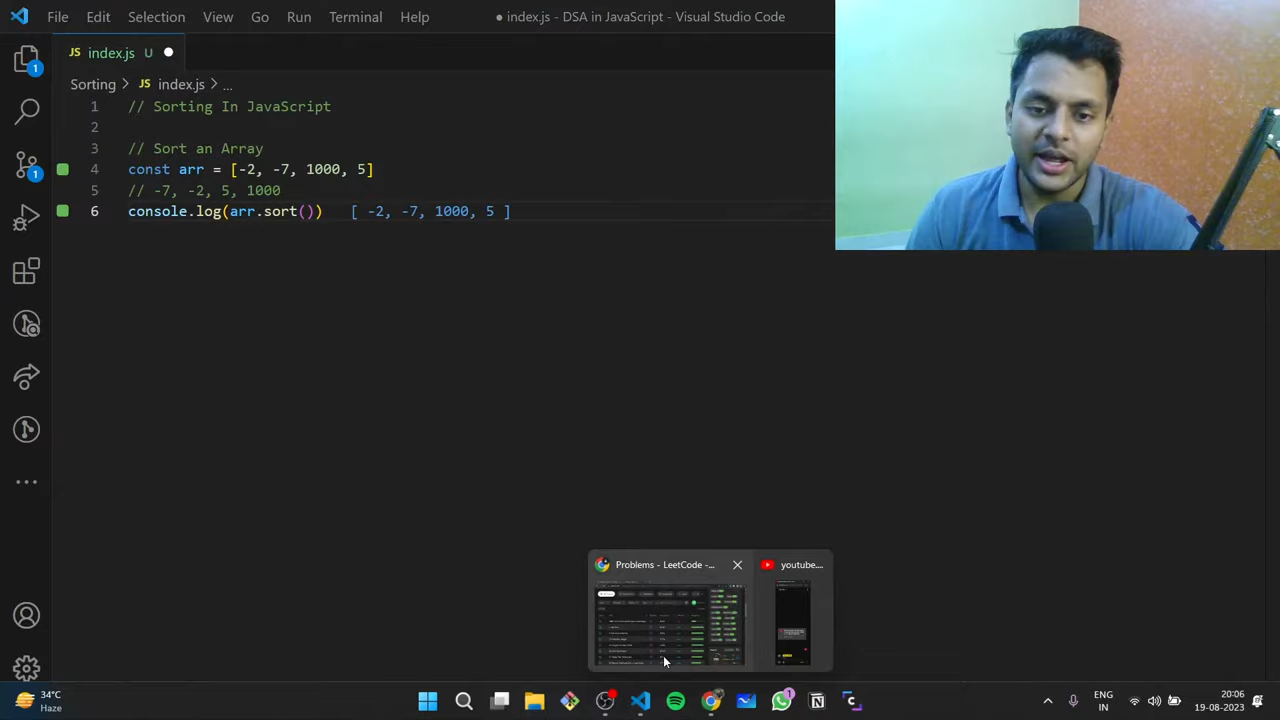 File Edit Selection View Go Run Terminal Help
index.js - DSA in JavaScript - Visual Studio Code
JS index.js U
Sorting > JS index.js > ...
1 // Sorting In JavaScript
2
3 // Sort an Array
4 const arr = [-2, -7, 1000, 5]
5 // -7, -2, 5, 1000
6 console.log(arr.sort()) [ -2, -7, 1000, 5 ]
1
1
Problems - LeetCode -...
youtube....
34°C
Haze
1
ENG
IN
20:06
19-08-2023